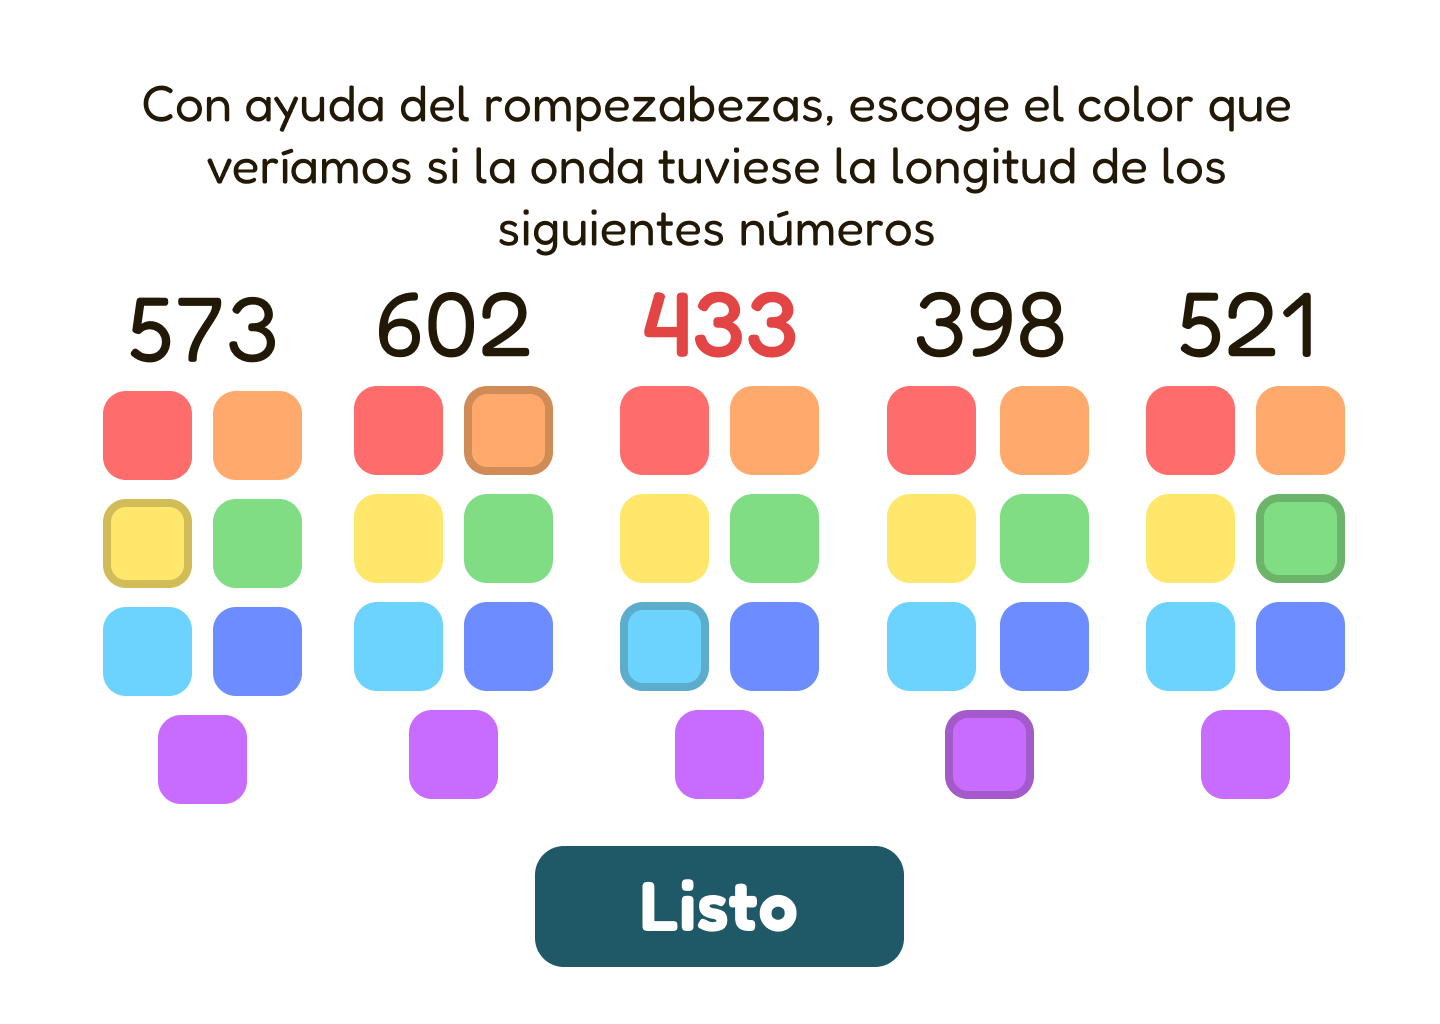 Con ayuda del rompezabezas, escoge el color que
veríamos si la onda tuviese la longitud de los
siguientes números
573 602 433 398 521
Listo